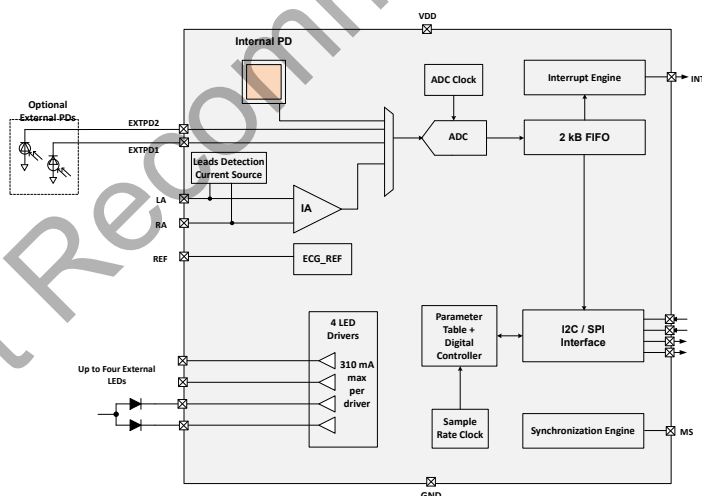 VDD
Internal PD
ADC Clock
Interrupt Engine
INT
Optional
External PDs
EXTPD2
EXTPD1
ADC
2 kB FIFO
Leads Detection
Current Source
LA
IA
RA
REF
ECG_REF
4 LED
Drivers
310 mA
max
per
driver
Parameter
Table +
Digital
Controller
I2C / SPI
Interface
Up to Four External
LEDs
Sample
Rate Clock
Synchronization Engine
MS
GND
t Recom